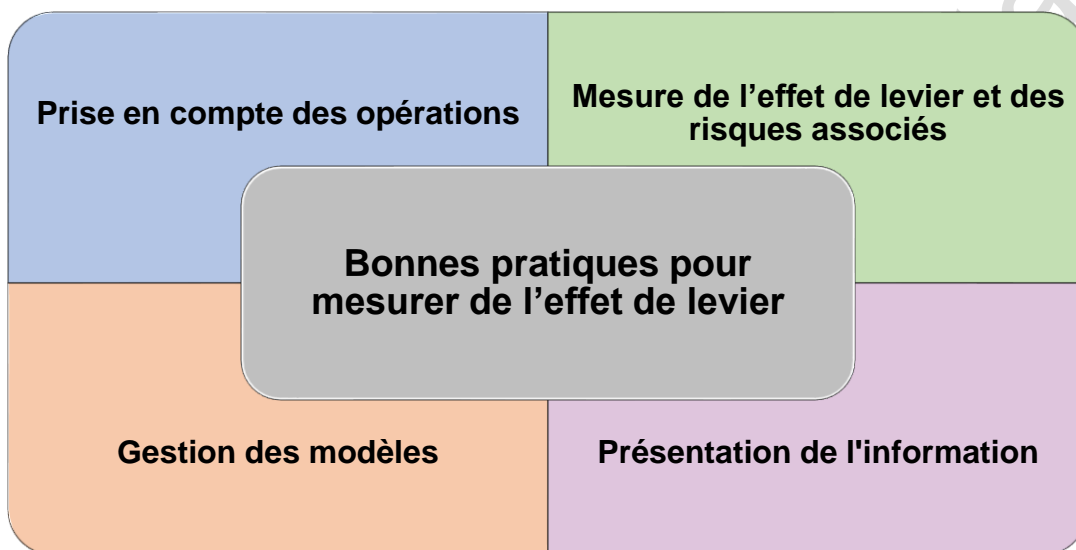 Prise en compte des opérations
Mesure de l’effet de levier et des
risques associés
Bonnes pratiques pour
mesurer de l’effet de levier
Gestion des modèles
Présentation de l'information